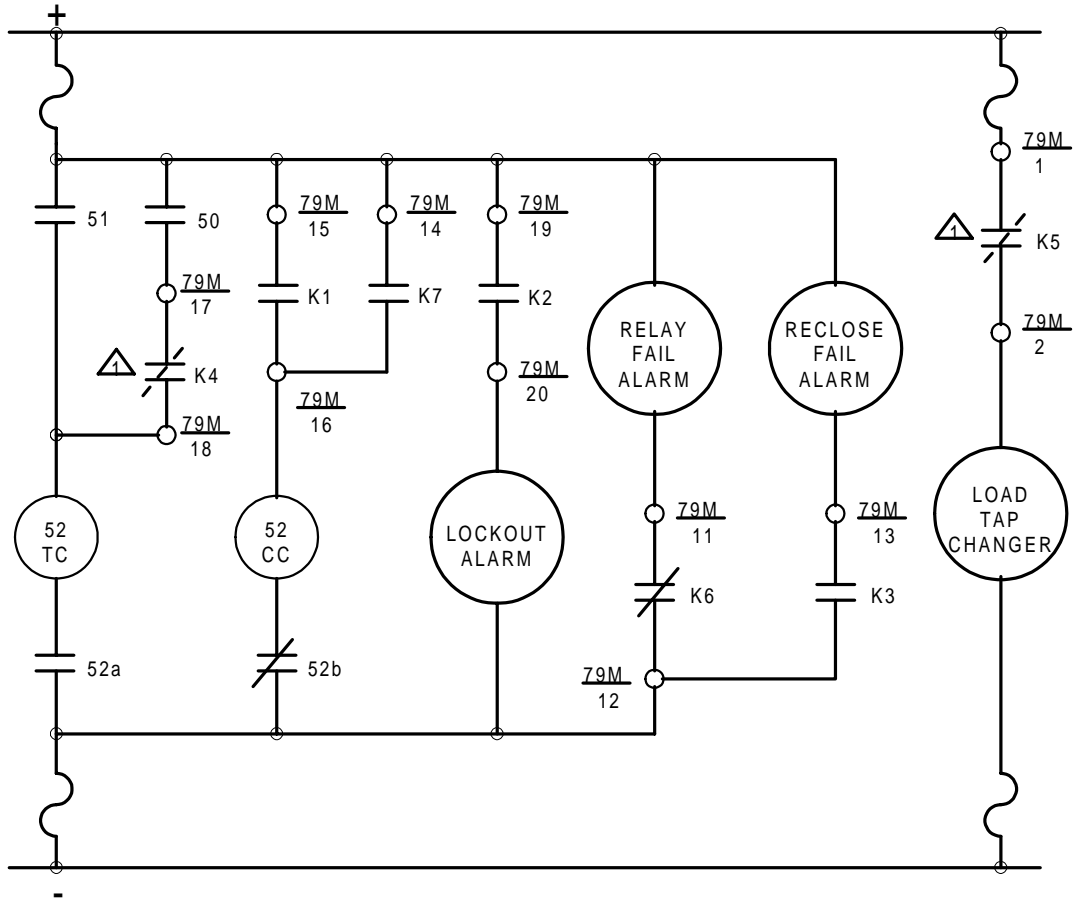 +
79M
1
51
50
79M
15
79M
14
79M
19
1
K5
79M
17
K1
K7
K2
RELAY
FAIL
ALARM
RECLOSE
FAIL
ALARM
79M
2
1
K4
79M
16
79M
20
79M
18
52
TC
52
CC
LOCKOUT
ALARM
79M
11
79M
13
LOAD
TAP
CHANGER
K6
K3
52a
52b
79M
12
-